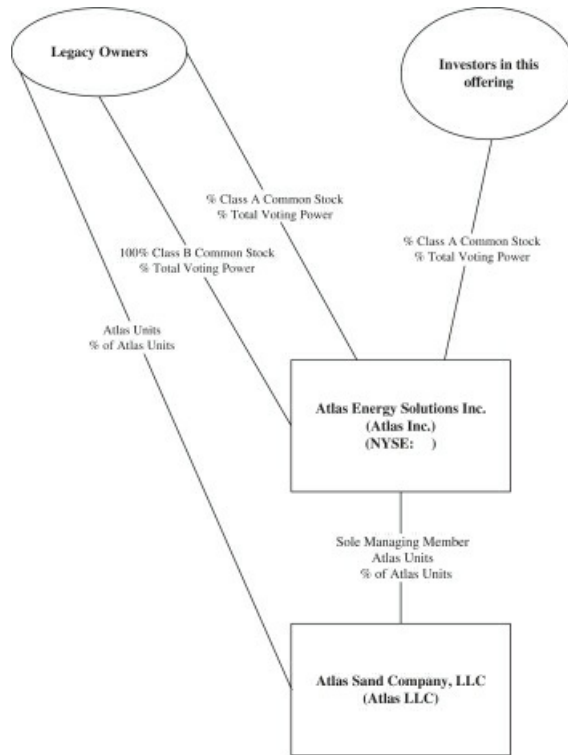 Legacy Owners
Investors in this
offering
% Class A Common Stock
% Total Voting Power
% Class A Common Stock
% Total Voting Power
100% Class B Common Stock
% Total Voting Power
Atlas Units
% of Atlas Units
Atlas Energy Solutions Inc.
(Atlas Inc.)
(NYSE: )
Sole Managing Member
Atlas Units
% of Atlas Units
Atlas Sand Company, LLC
(Atlas LLC)